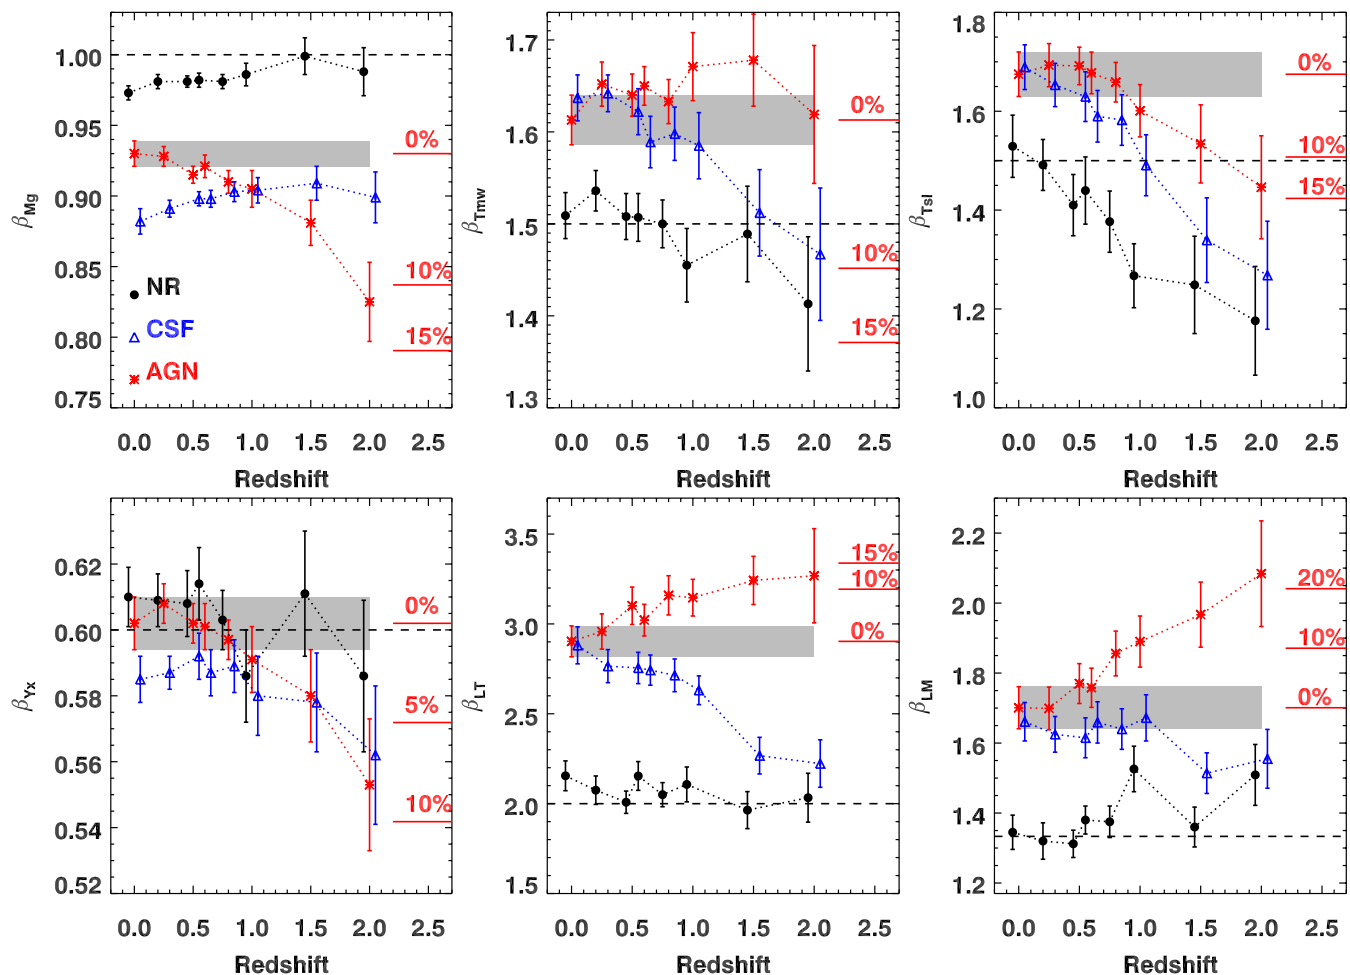 1.00
0.95
0.90
0.85
0.80
0.75
β_Mg
0%
10%
15%
NR
CSF
AGN
0.0 0.5 1.0 1.5 2.0 2.5
Redshift
1.7
1.6
1.5
1.4
1.3
β_Tmw
0%
10%
15%
0.0 0.5 1.0 1.5 2.0 2.5
Redshift
1.8
1.6
1.4
1.2
1.0
β_Tsl
0%
10%
15%
0.0 0.5 1.0 1.5 2.0 2.5
Redshift
0.62
0.60
0.58
0.56
0.54
0.52
β_Yx
0%
5%
10%
0.0 0.5 1.0 1.5 2.0 2.5
Redshift
3.5
3.0
2.5
2.0
1.5
β_LT
15%
10%
0%
0.0 0.5 1.0 1.5 2.0 2.5
Redshift
2.2
2.0
1.8
1.6
1.4
1.2
β_LM
20%
10%
0%
0.0 0.5 1.0 1.5 2.0 2.5
Redshift